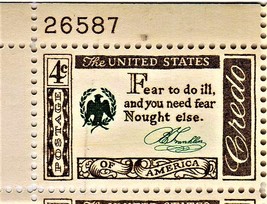 26587
The UNITED STATES
4¢
POSTAGE
Fear to do ill,
and you need fear
Nought else.
B Franklin
Credo
OF AMERICA